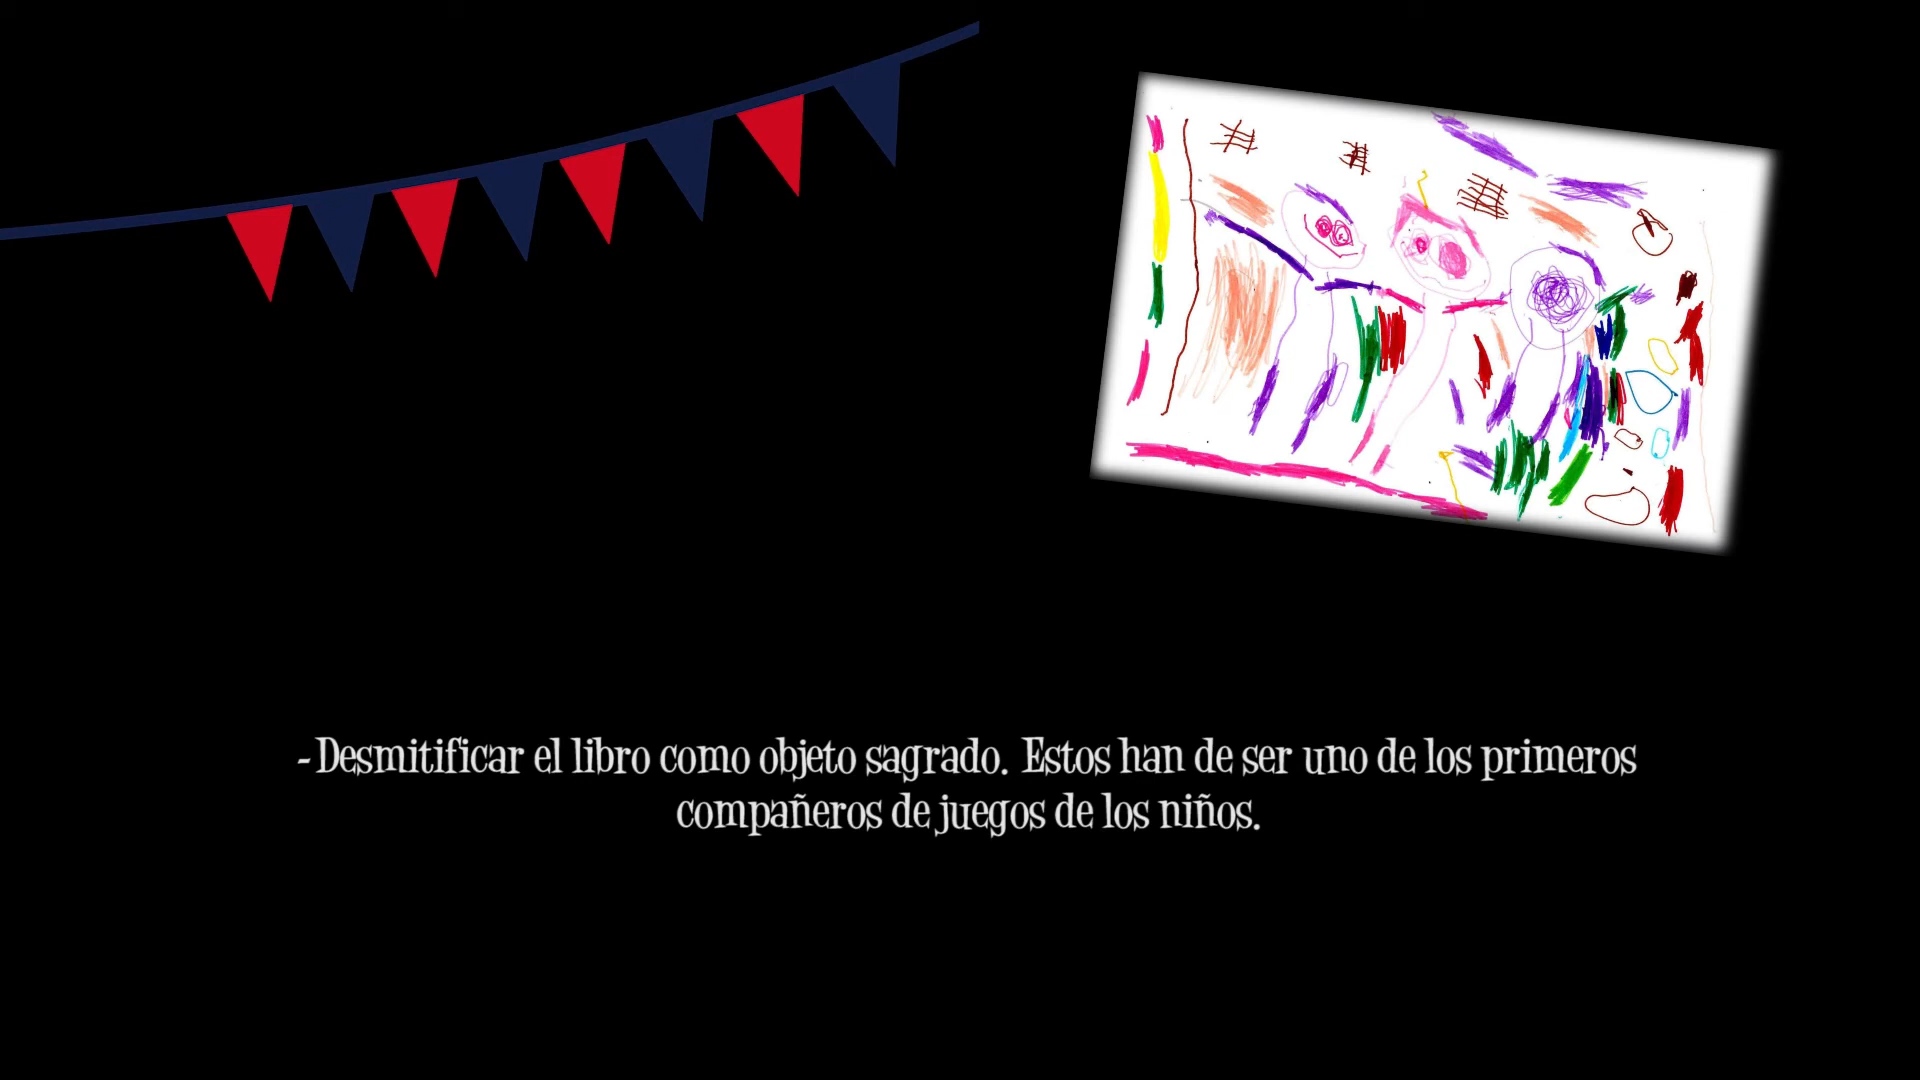 -Desmitificar el libro como objeto sagrado. Estos han de ser uno de los primeros
compañeros de juegos de los niños.